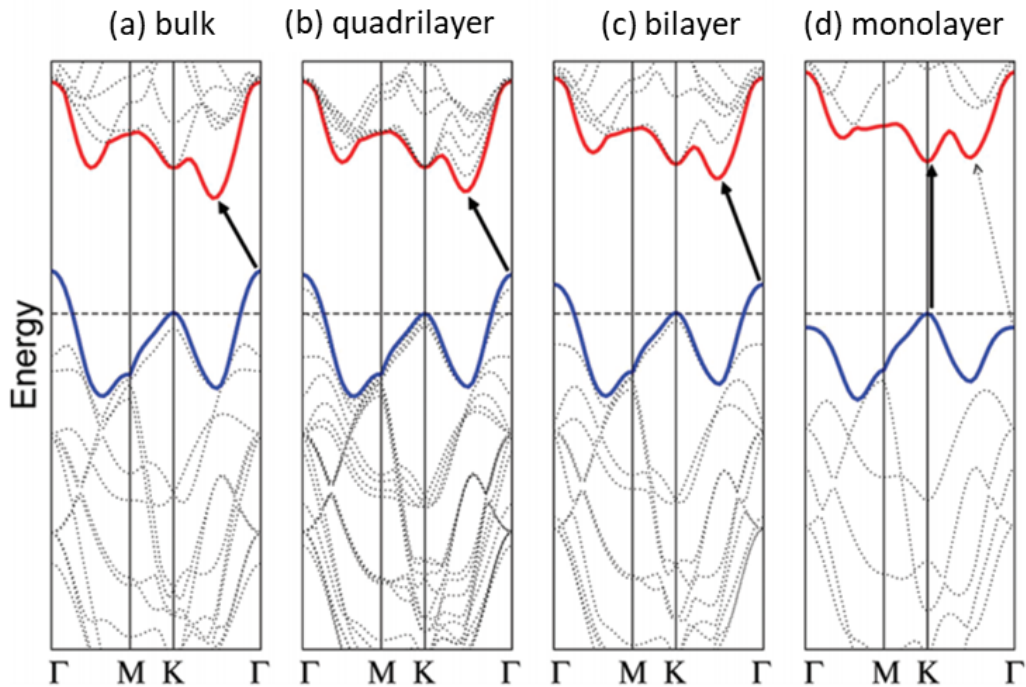 (a) bulk
(b) quadrilayer
(c) bilayer
(d) monolayer
Energy
Γ M K Γ
Γ M K Γ
Γ M K Γ
Γ M K Γ